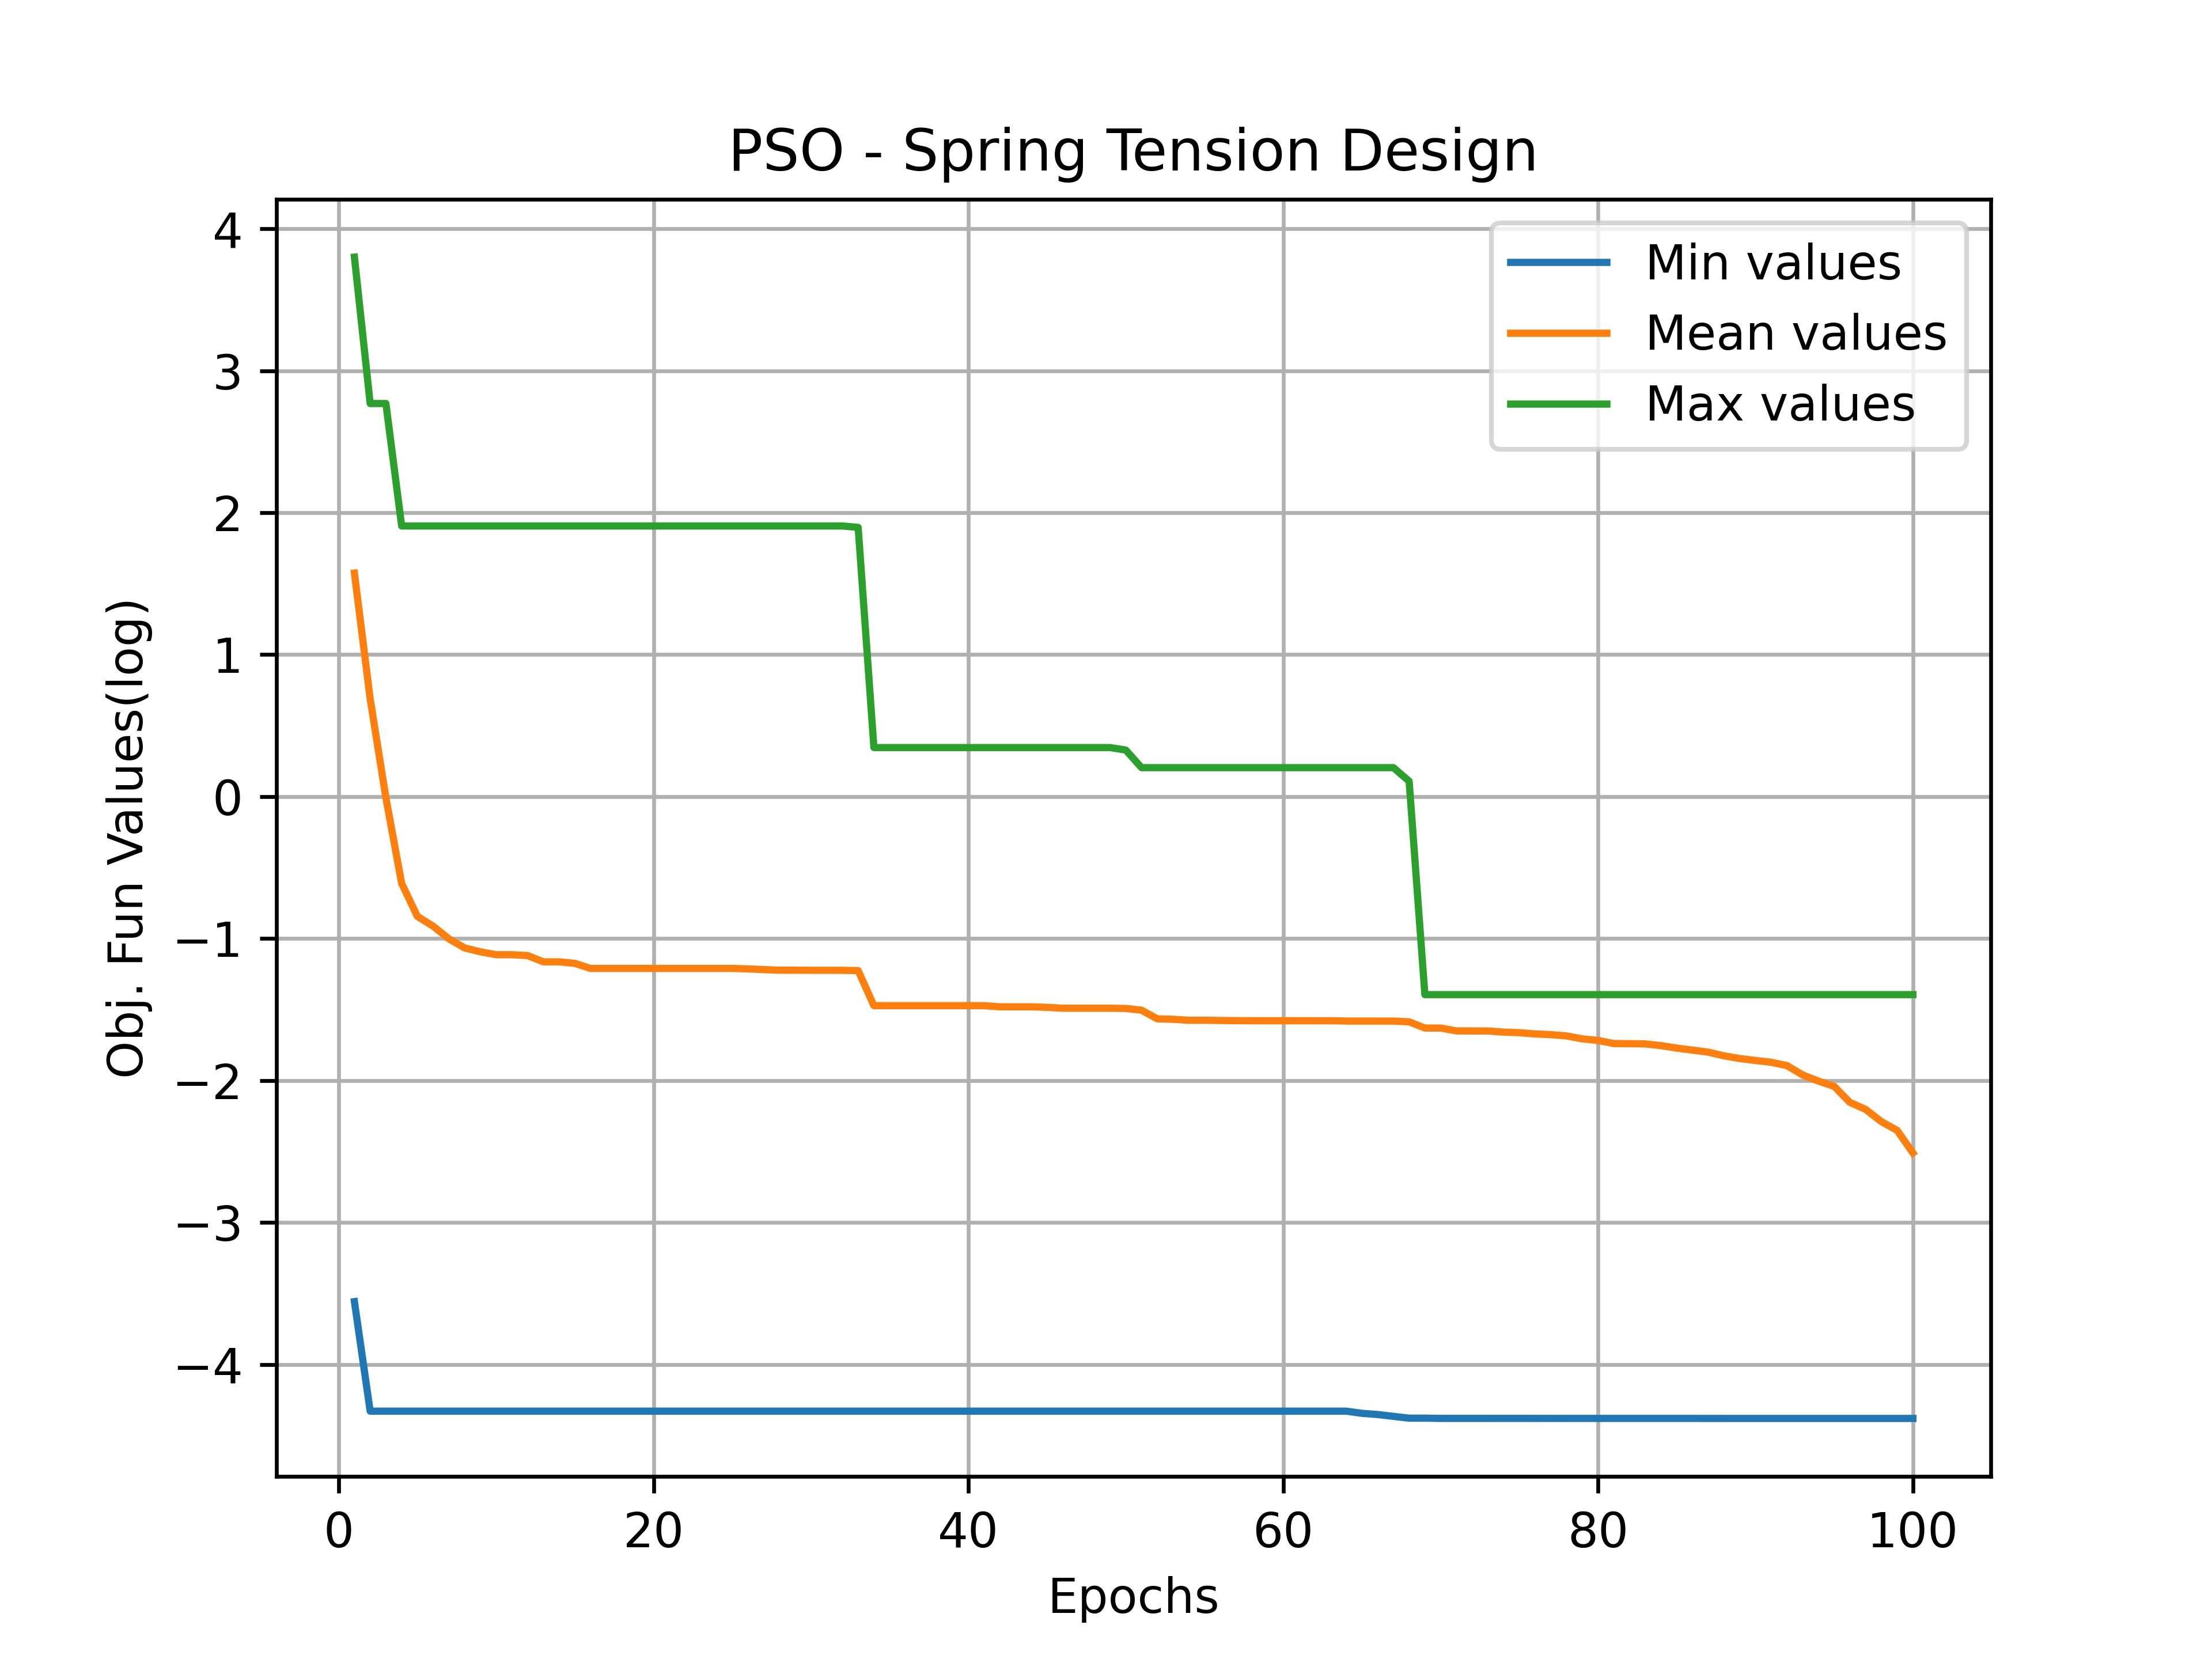 PSO - Spring Tension Design
Obj. Fun Values(log)
4
3
2
1
0
−1
−2
−3
−4
Min values
Mean values
Max values
0 20 40 60 80 100
Epochs